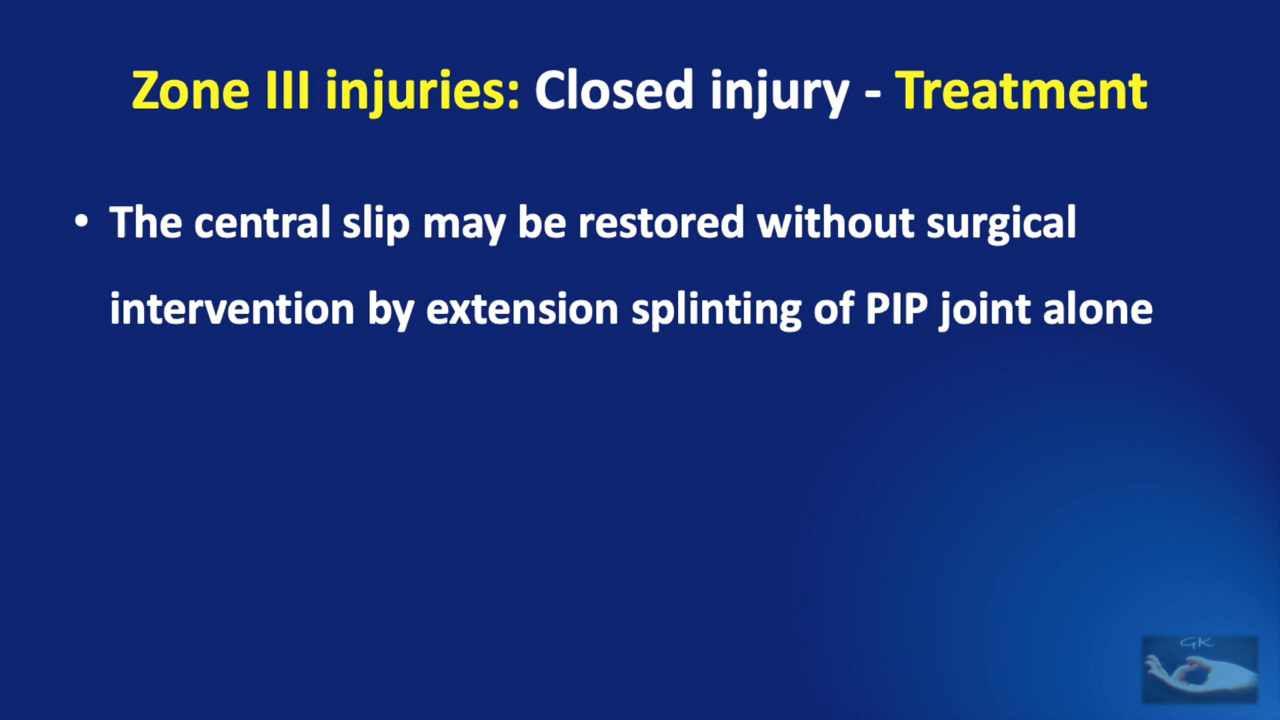 Zone III injuries: Closed injury - Treatment
• The central slip may be restored without surgical
intervention by extension splinting of PIP joint alone
GK